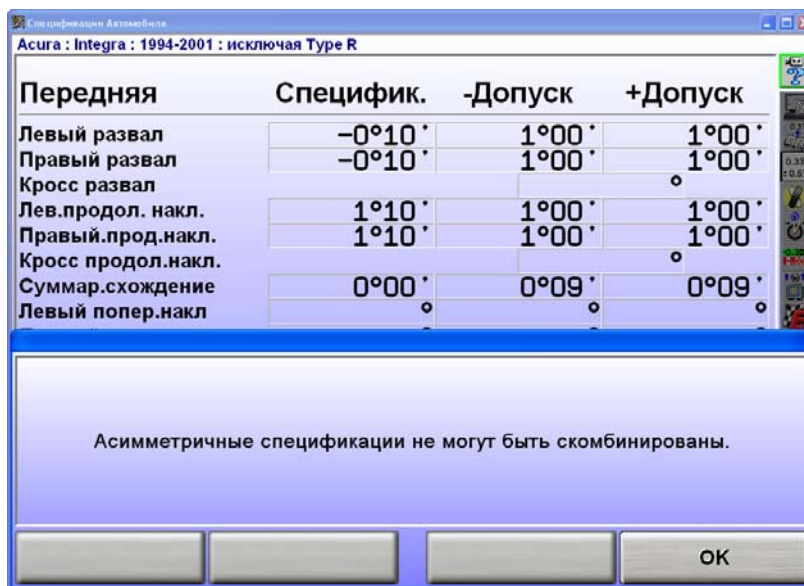 Спецификации Автомобиля
Acura : Integra : 1994-2001 : исключая Type R
Передняя Специфик. -Допуск +Допуск
Левый развал −0°10' 1°00' 1°00'
Правый развал −0°10' 1°00' 1°00'
Кросс развал °
Лев.продол. накл. 1°10' 1°00' 1°00'
Правый.прод.накл. 1°10' 1°00' 1°00'
Кросс продол.накл. °
Суммар.схождение 0°00' 0°09' 0°09'
Левый попер.накл ° ° °
Асимметричные спецификации не могут быть скомбинированы.
OK